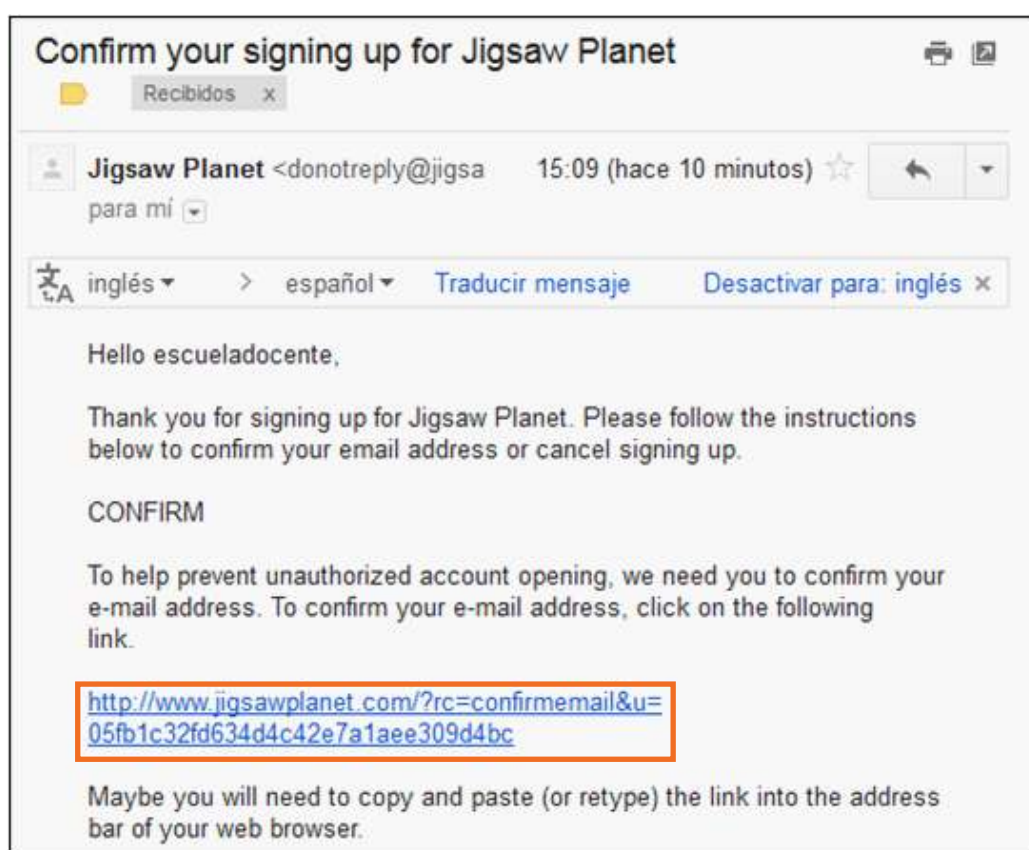 Confirm your signing up for Jigsaw Planet
Recibidos x
Jigsaw Planet <donotreply@jigsa 15:09 (hace 10 minutos)
para mí
inglés > español Traducir mensaje Desactivar para: inglés ×
Hello escueladocente,
Thank you for signing up for Jigsaw Planet. Please follow the instructions
below to confirm your email address or cancel signing up.
CONFIRM
To help prevent unauthorized account opening, we need you to confirm your
e-mail address. To confirm your e-mail address, click on the following
link.
http://www.jigsawplanet.com/?rc=confirmemail&u=
05fb1c32fd634d4c42e7a1aee309d4bc
Maybe you will need to copy and paste (or retype) the link into the address
bar of your web browser.